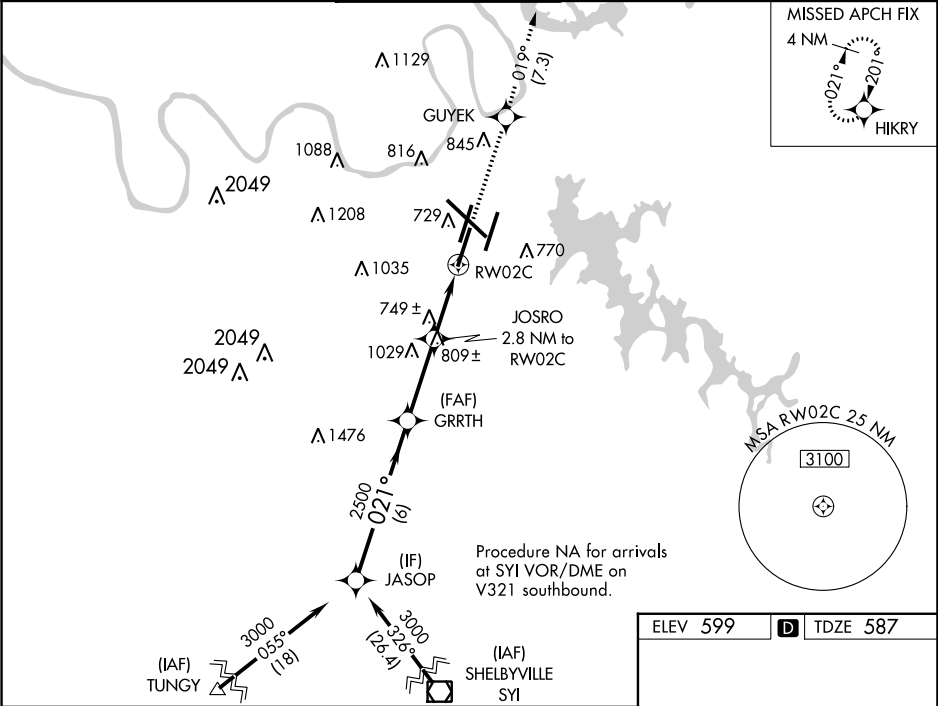 MISSED APCH FIX
4 NM
021°
201°
HIKRY
1129
019°
(7.3)
GUYEK
845
1088
816
2049
1208
729
770
1035
RW02C
749 ±
JOSRO
2.8 NM to
RW02C
2049
1029
809 ±
2049
(FAF)
GRRTH
1476
MSA RW02C 25 NM
3100
2500
021°
(6)
(IF)
JASOP
Procedure NA for arrivals
at SYI VOR/DME on
V321 southbound.
3000
055°
(18)
3000
326°
(26.4)
(IAF)
TUNGY
(IAF)
SHELBYVILLE
SYI
ELEV 599 D TDZE 587